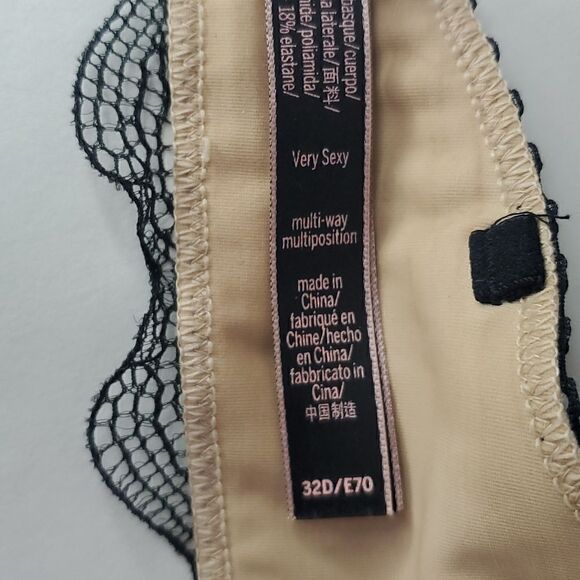 basque/cuerpo/
laterale/面料/
/poliamida/
18% elastane/
Very Sexy
multi-way
multiposition
made in
China/
fabriqué en
Chine/hecho
en China/
fabbricato in
Cina/
中国制造
32D/E70